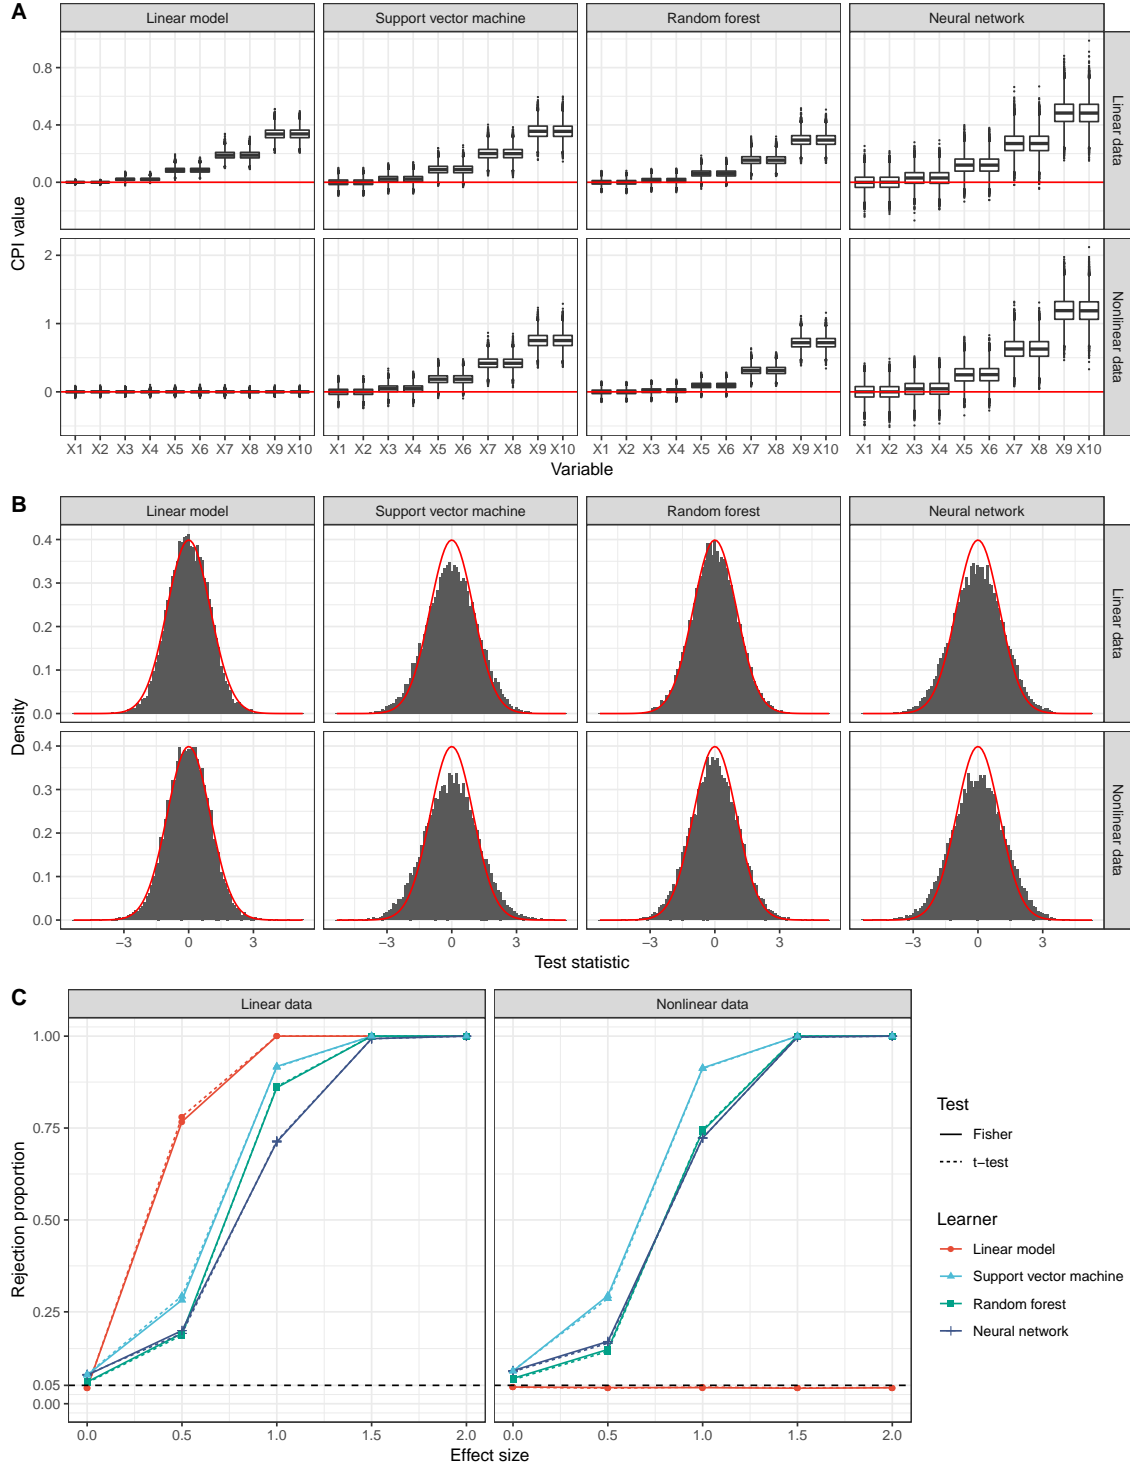 A
Linear model Support vector machine Random forest Neural network
0.8
0.4
0.0
Linear data
CPI value
2
1
0
Nonlinear data
X1 X2 X3 X4 X5 X6 X7 X8 X9 X10 X1 X2 X3 X4 X5 X6 X7 X8 X9 X10 X1 X2 X3 X4 X5 X6 X7 X8 X9 X10 X1 X2 X3 X4 X5 X6 X7 X8 X9 X10
Variable
B
Linear model Support vector machine Random forest Neural network
0.4
0.3
0.2
0.1
0.0
Linear data
Density
0.4
0.3
0.2
0.1
0.0
Nonlinear data
−3 0 3 −3 0 3 −3 0 3 −3 0 3
Test statistic
C
Linear data Nonlinear data
1.00
0.75
0.50
0.25
0.05
0.00
Rejection proportion
0.0 0.5 1.0 1.5 2.0 0.0 0.5 1.0 1.5 2.0
Effect size
Test
Fisher
t−test
Learner
Linear model
Support vector machine
Random forest
Neural network